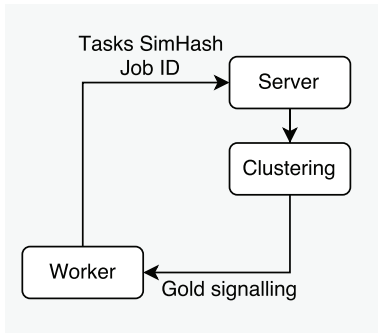 Tasks SimHash
Job ID
Server
Clustering
Worker
Gold signalling